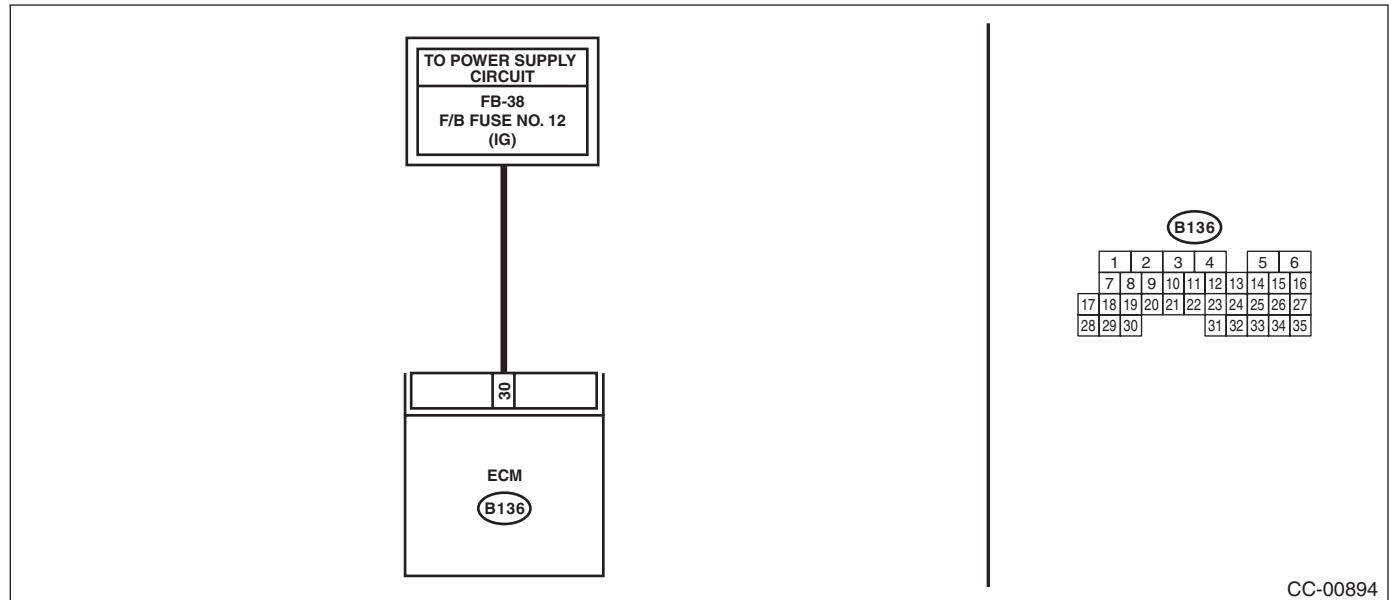 TO POWER SUPPLY
CIRCUIT
FB-38
F/B FUSE NO. 12
(IG)
30
ECM
B136
B136
1 2 3 4 5 6
7 8 9 10 11 12 13 14 15 16
17 18 19 20 21 22 23 24 25 26 27
28 29 30 31 32 33 34 35
CC-00894